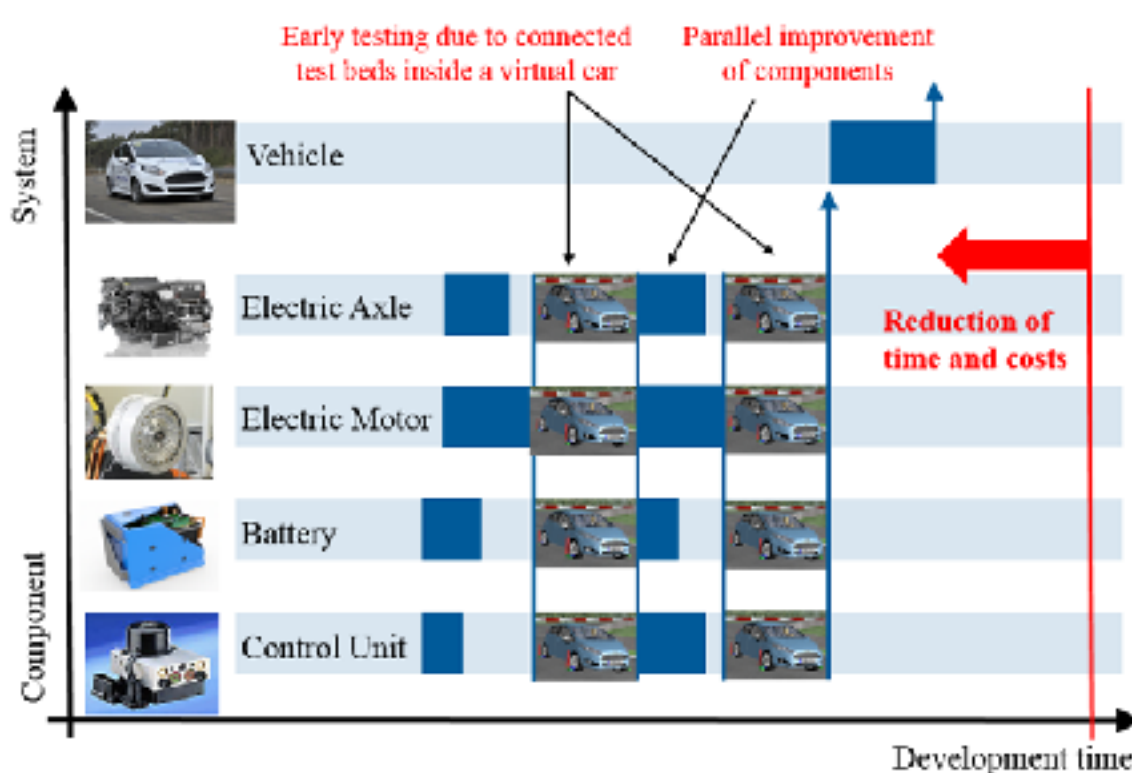 Early testing due to connected
test beds inside a virtual car
Parallel improvement
of components
System
Vehicle
Electric Axle
Reduction of
time and costs
Electric Motor
Battery
Component
Control Unit
Development time